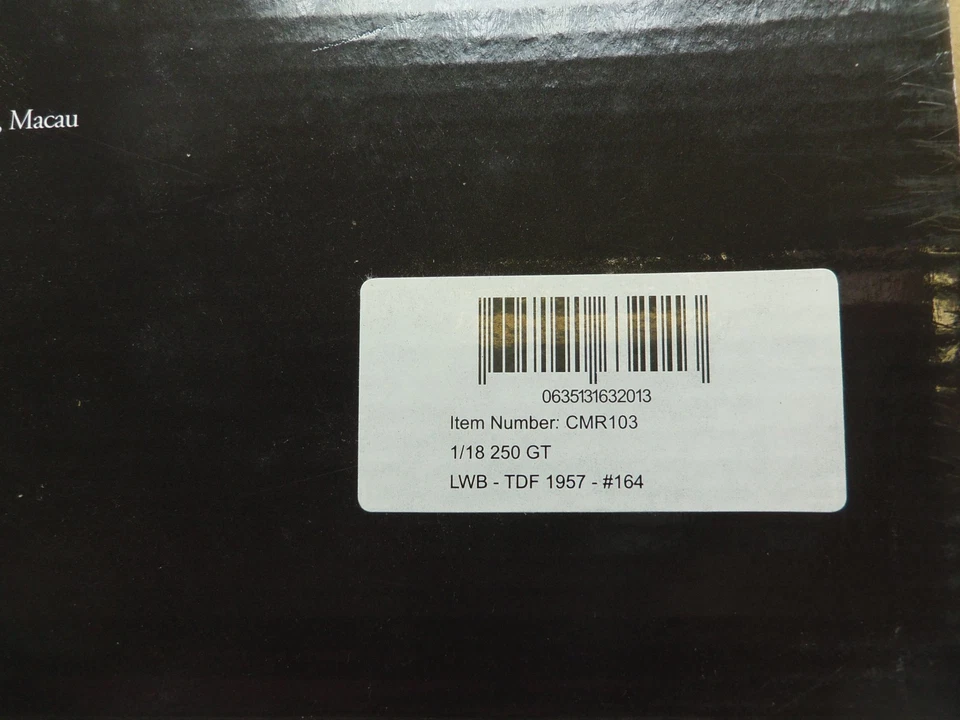 , Macau
0635131632013
Item Number: CMR103
1/18 250 GT
LWB - TDF 1957 - #164